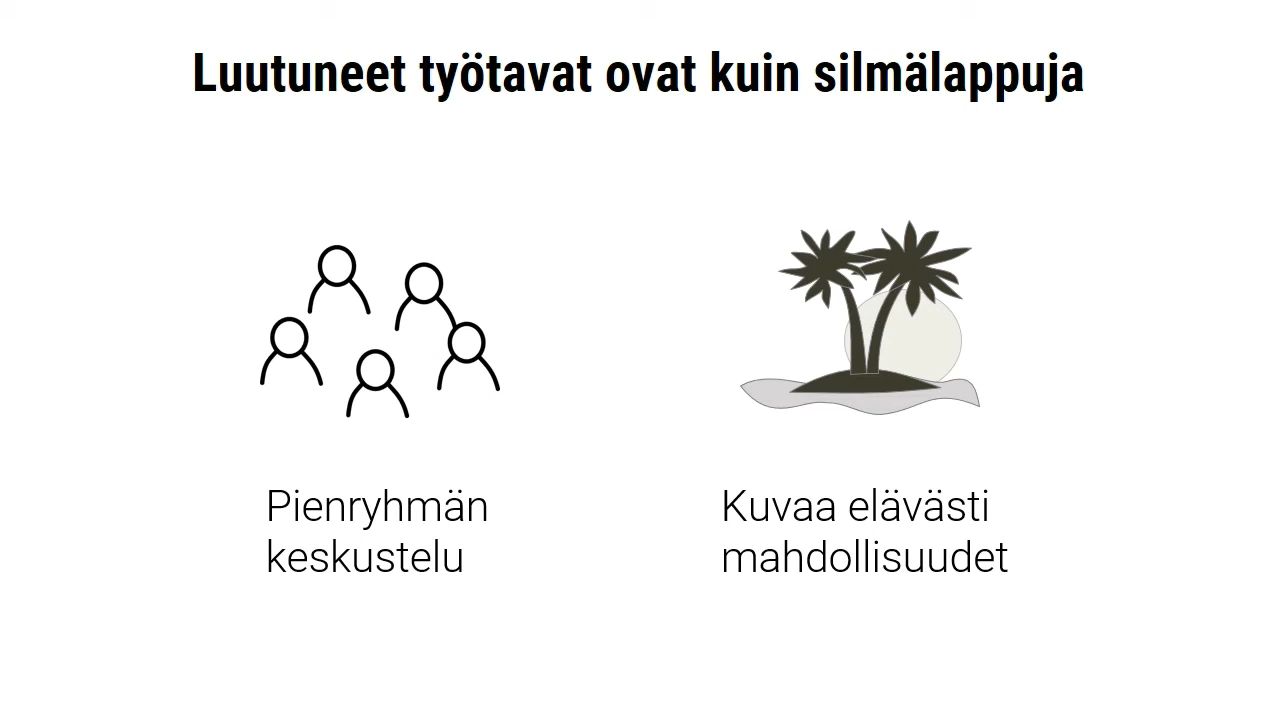 Luutuneet työtavat ovat kuin silmälappuja
Pienryhmän
keskustelu
Kuvaa elävästi
mahdollisuudet